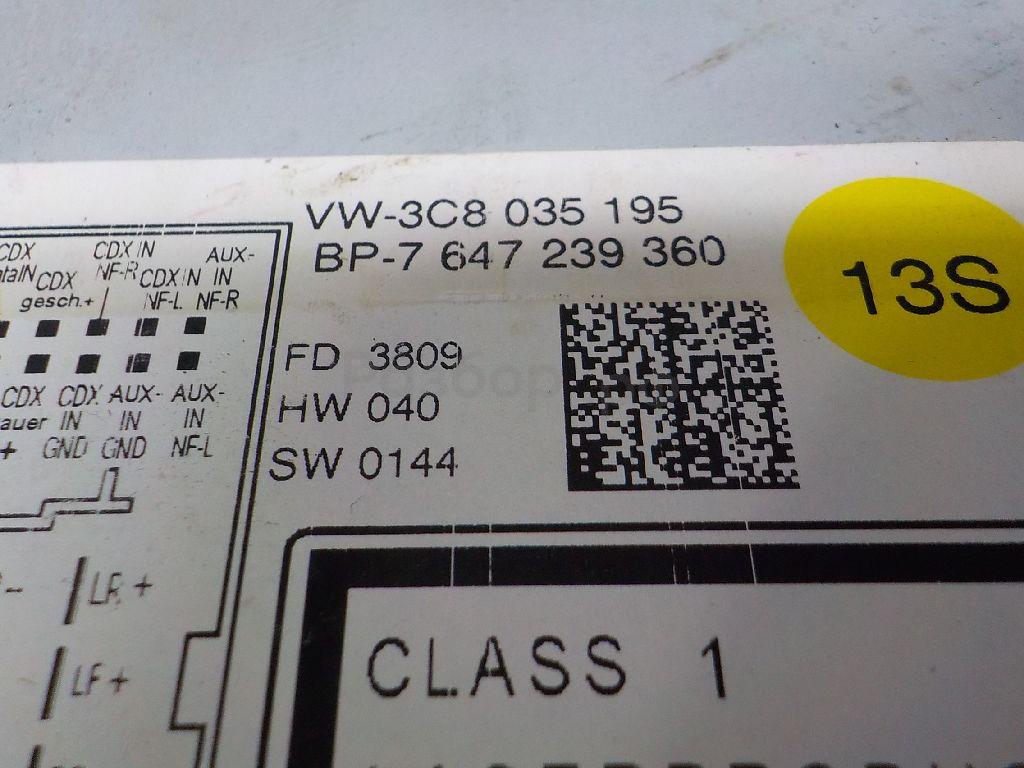 VW-3C8 035 195
BP-7 647 239 360
13S
FD 3809
HW 040
SW 0144
CDX
CDX IN
AUX-
CDX
NF-R
CDX IN
IN
gesch.+
NF-L
NF-R
CDX
CDX
AUX-
AUX-
IN
IN
IN
+
GND
GND
NF-L
LR +
LF +
CLASS 1